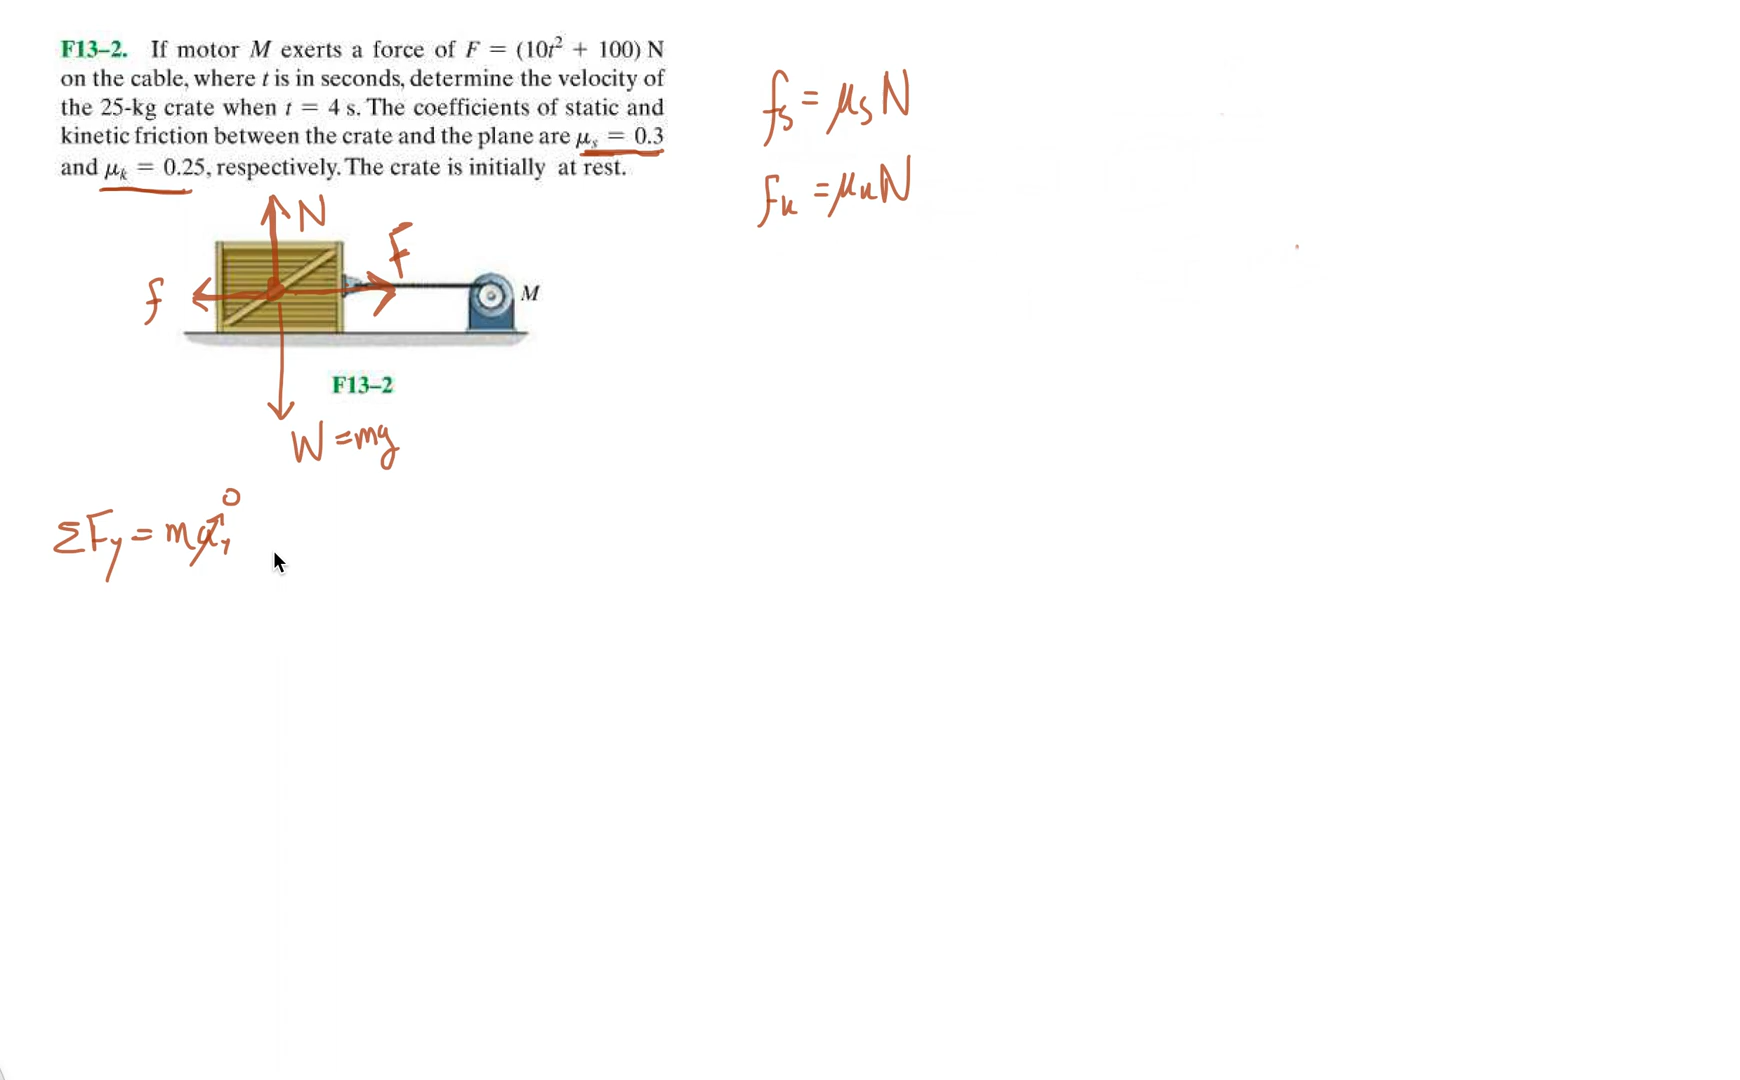 F13–2. If motor M exerts a force of F = (10t² + 100) N
on the cable, where t is in seconds, determine the velocity of
the 25-kg crate when t = 4 s. The coefficients of static and
kinetic friction between the crate and the plane are μs = 0.3
and μk = 0.25, respectively. The crate is initially at rest.
fs = μsN
Fk = μkN
N
F
f
M
F13–2
W = mg
0
ΣFy = may